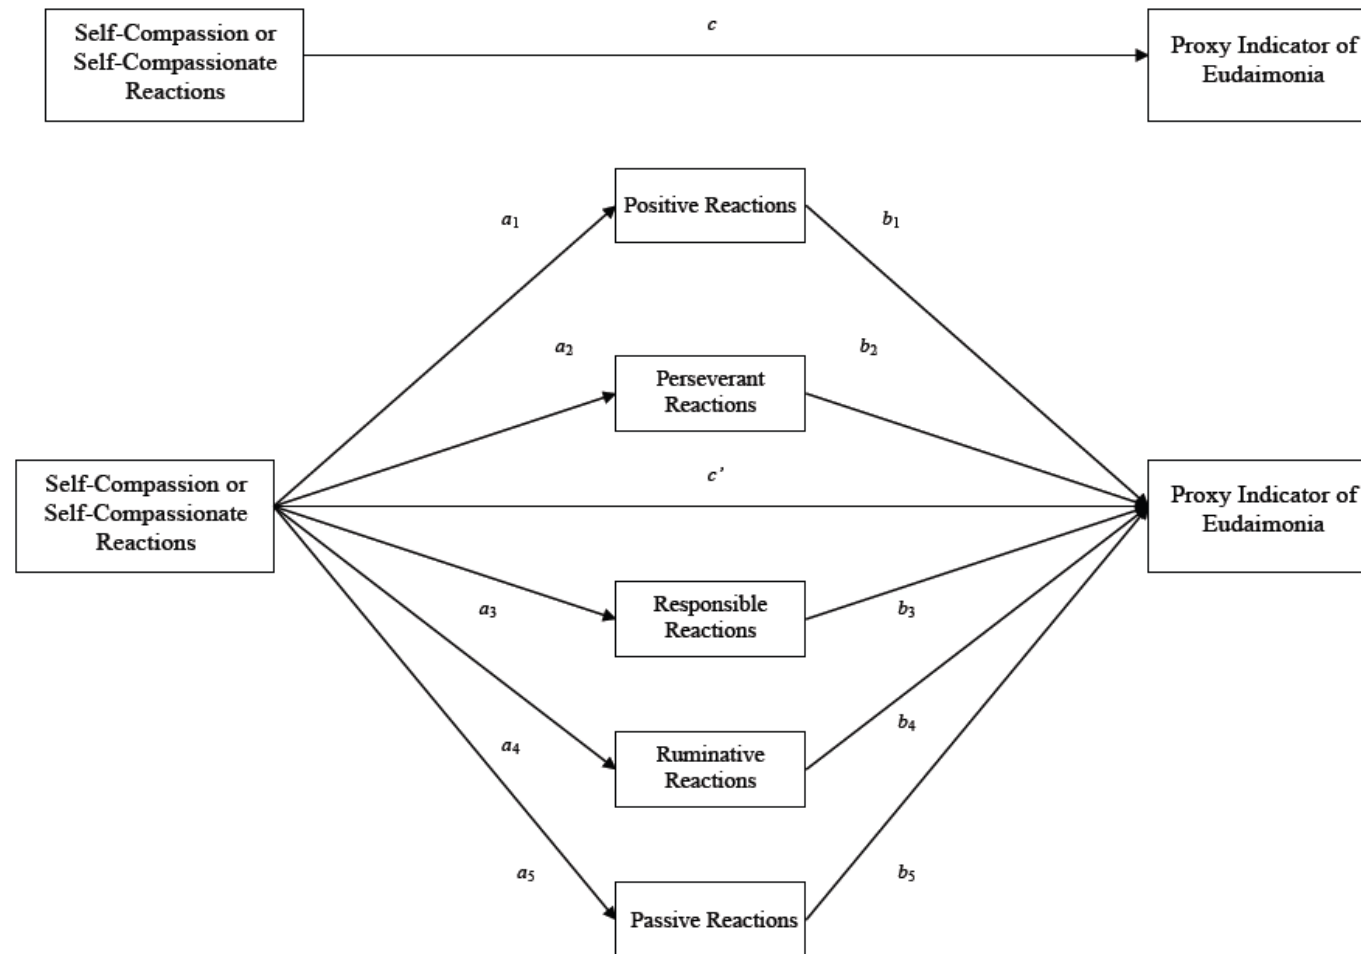 Self-Compassion or
Self-Compassionate
Reactions
c
Proxy Indicator of
Eudaimonia
Positive Reactions
a1
b1
a2
b2
Perseverant
Reactions
Self-Compassion or
Self-Compassionate
Reactions
c'
Proxy Indicator of
Eudaimonia
Responsible
Reactions
a3
b3
Ruminative
Reactions
a4
b4
a5
b5
Passive Reactions